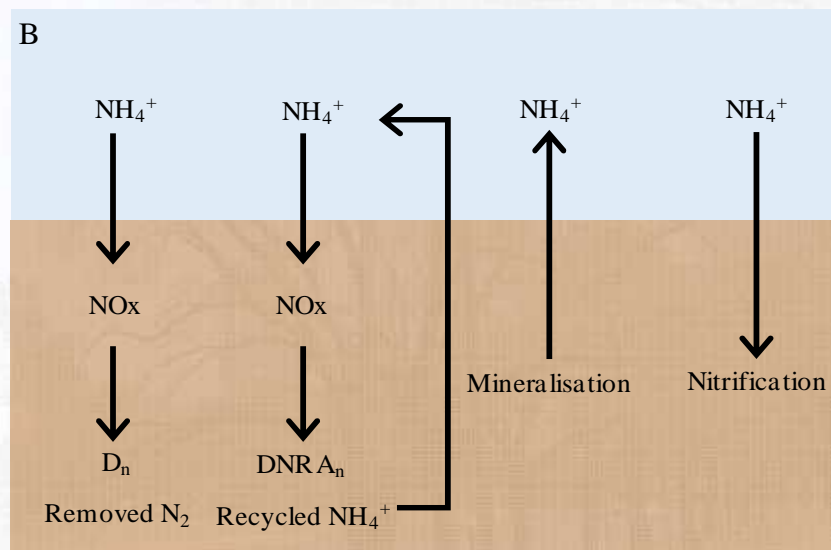 B
NH₄⁺ NH₄⁺ NH₄⁺ NH₄⁺
NOx NOx
Mineralisation Nitrification
Dₙ DNRAₙ
Removed N₂ Recycled NH₄⁺